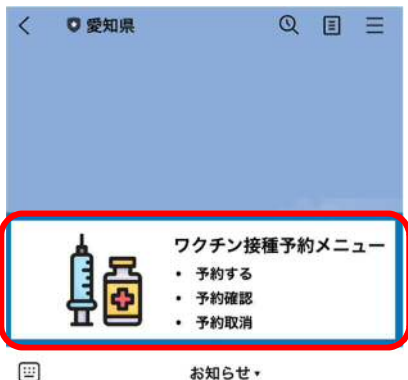 愛知県
ワクチン接種予約メニュー
・ 予約する
・ 予約確認
・ 予約取消
お知らせ▾